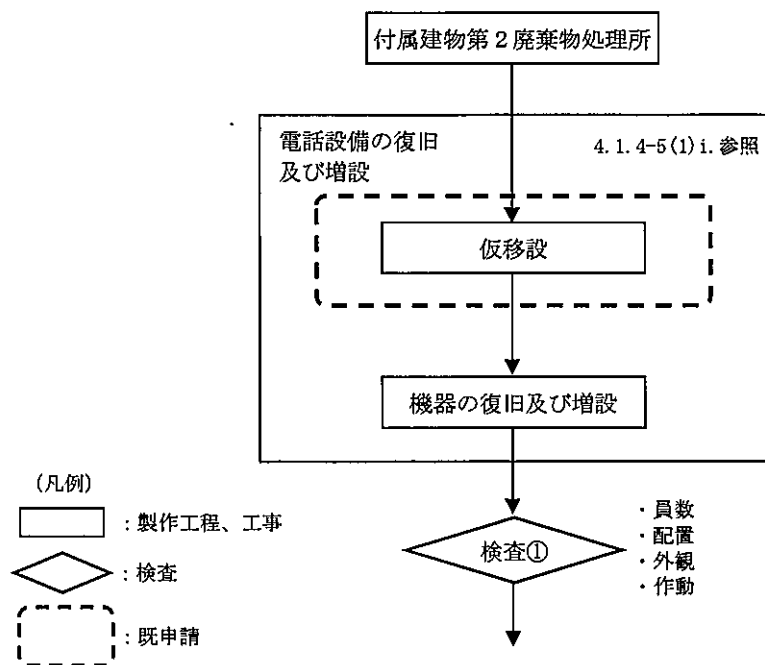 付属建物第２廃棄物処理所
電話設備の復旧
及び増設
4.1.4-5(1)i.参照
仮移設
機器の復旧及び増設
検査①
・員数
・配置
・外観
・作動
(凡例)
：製作工程、工事
：検査
：既申請